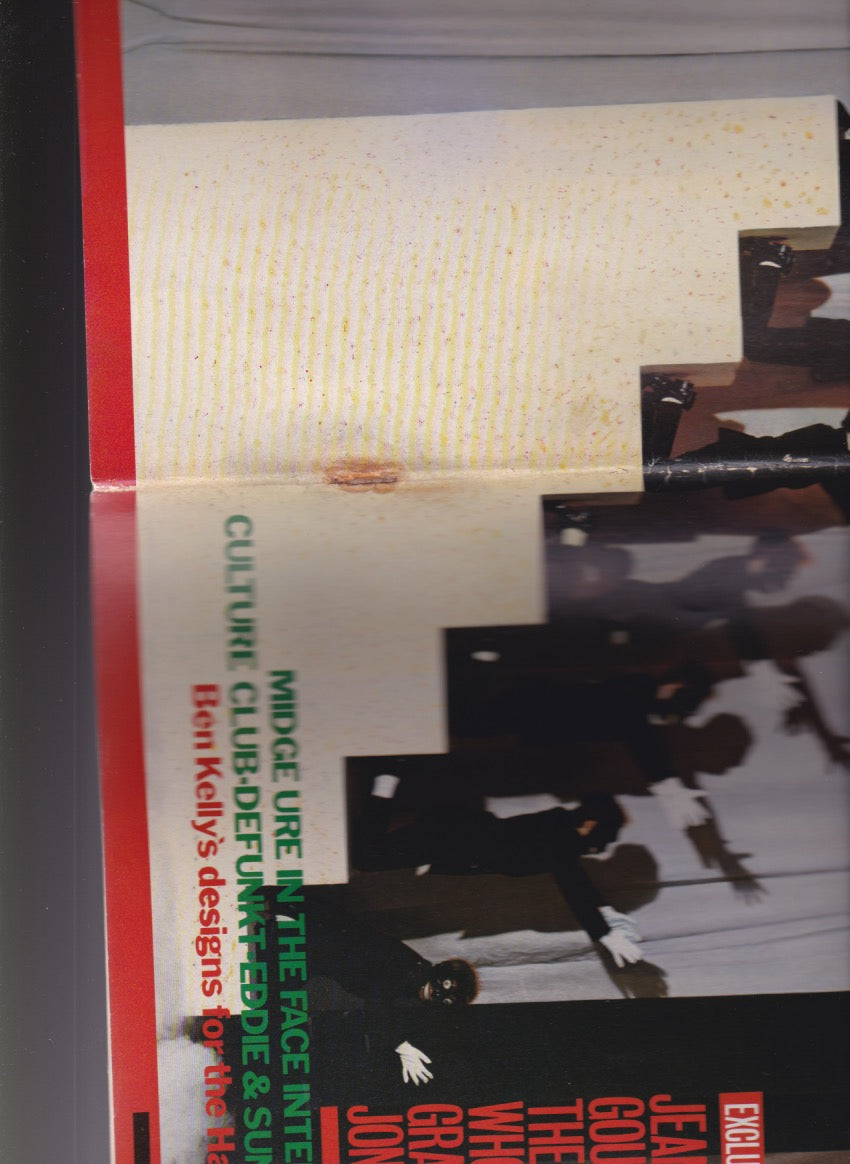 EXCLU
JEA
GOU
THE
WHO
GRA
JON
MIDGE URE IN THE FACE INTE
CULTURE CLUB·DEFUNKT·EDDIE & SUN
Ben Kelly's designs for the Ha